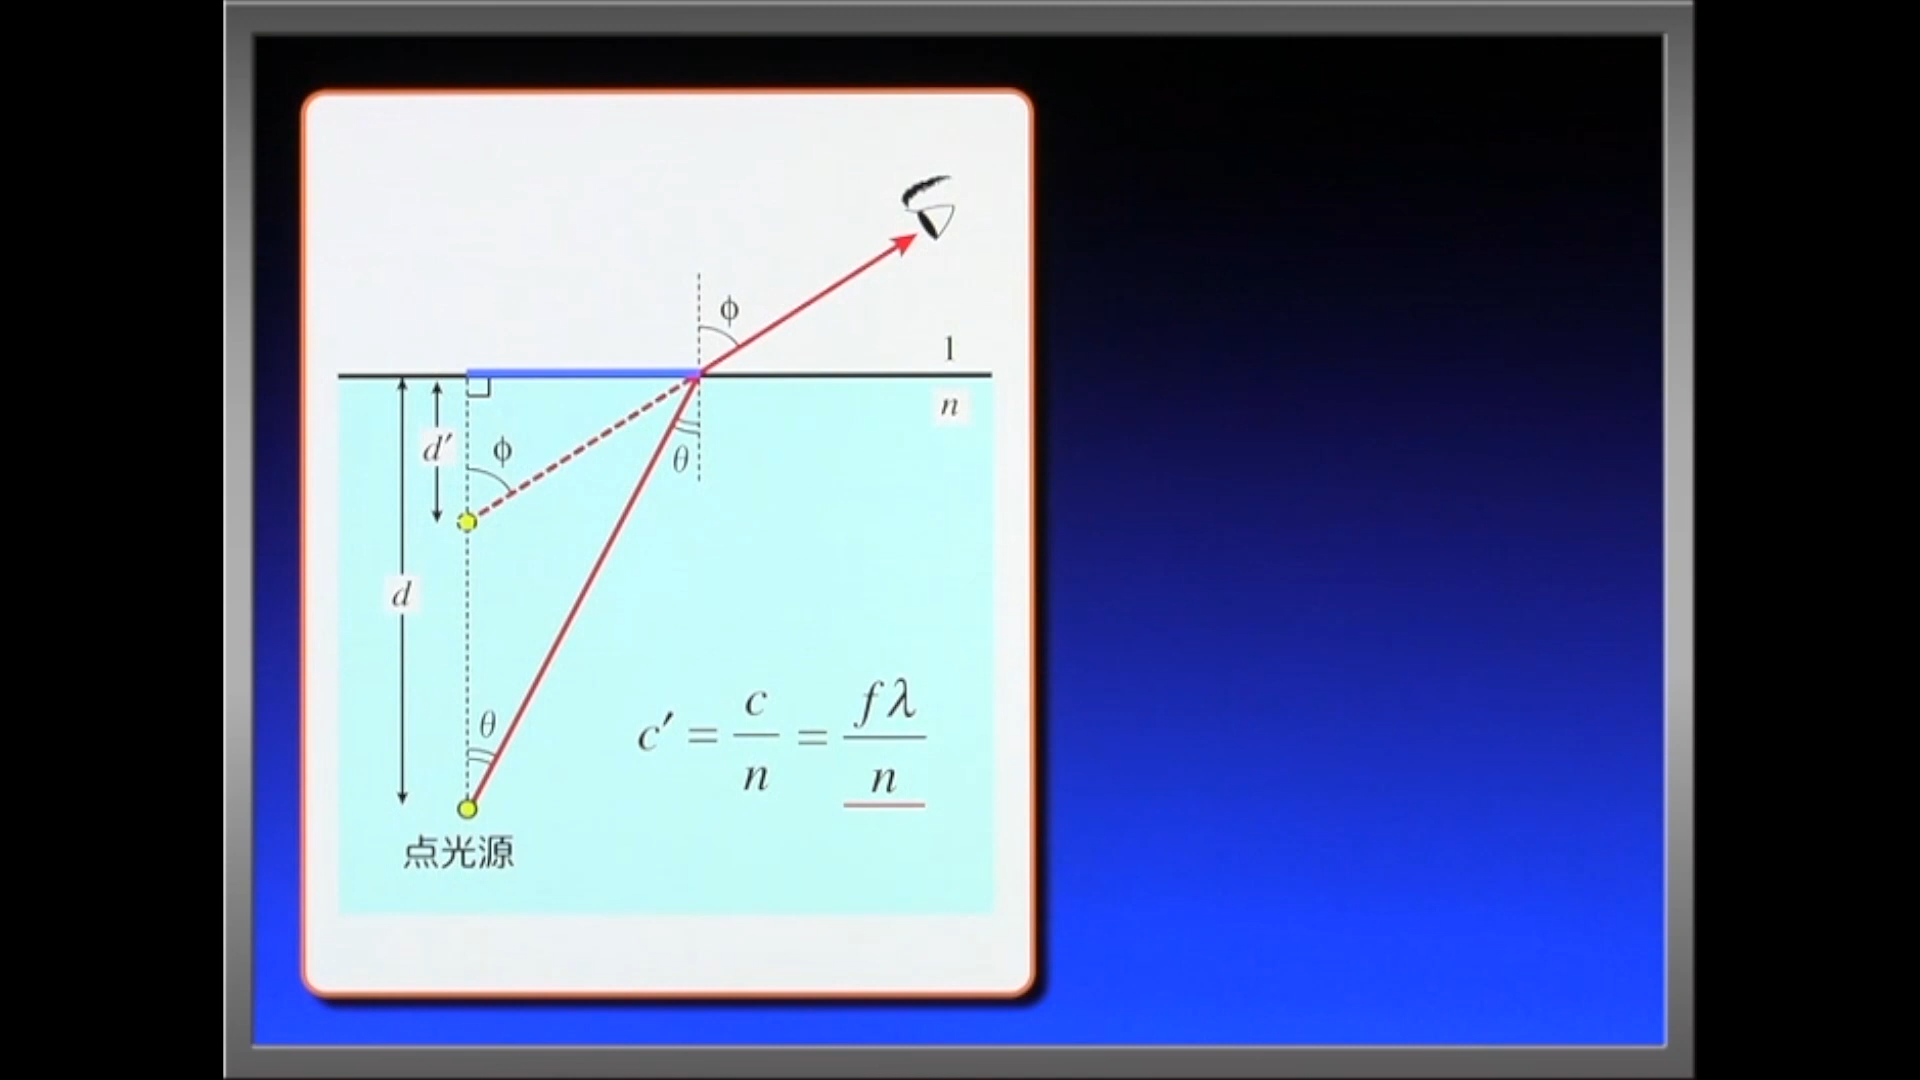 ϕ
1
n
d′
ϕ
θ
d
θ
c′ = c/n = fλ/n
点光源